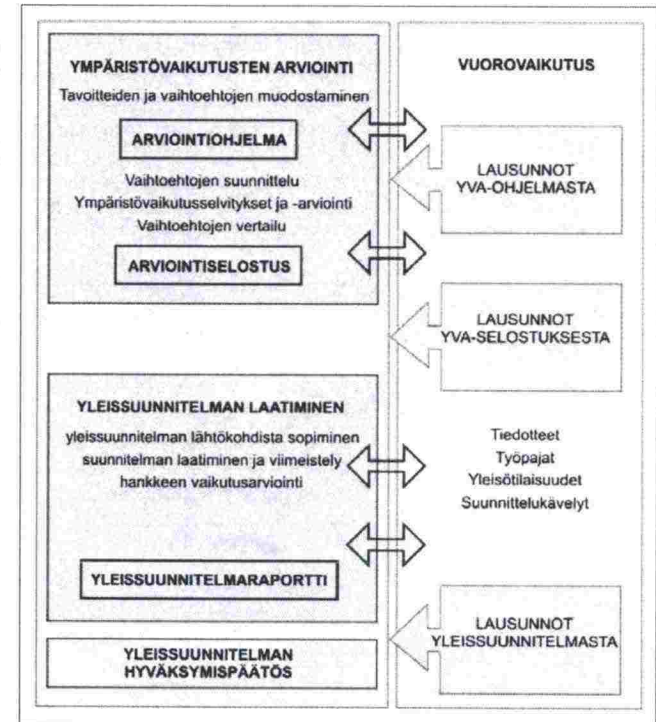 YMPÄRISTÖVAIKUTUSTEN ARVIOINTI
Tavoitteiden ja vaihtoehtojen muodostaminen
ARVIOINTIOHJELMA
Vaihtoehtojen suunnittelu
Ympäristövaikutusselvitykset ja -arviointi
Vaihtoehtojen vertailu
ARVIOINTISELOSTUS
YLEISSUUNNITELMAN LAATIMINEN
yleissuunnitelman lähtökohdista sopiminen
suunnitelman laatiminen ja viimeistely
hankkeen vaikutusarviointi
YLEISSUUNNITELMARAPORTTI
YLEISSUUNNITELMAN
HYVÄKSYMISPÄÄTÖS
VUOROVAIKUTUS
LAUSUNNOT
YVA-OHJELMASTA
LAUSUNNOT
YVA-SELOSTUKSESTA
Tiedotteet
Työpajat
Yleisötilaisuudet
Suunnittelukävelyt
LAUSUNNOT
YLEISSUUNNITELMASTA